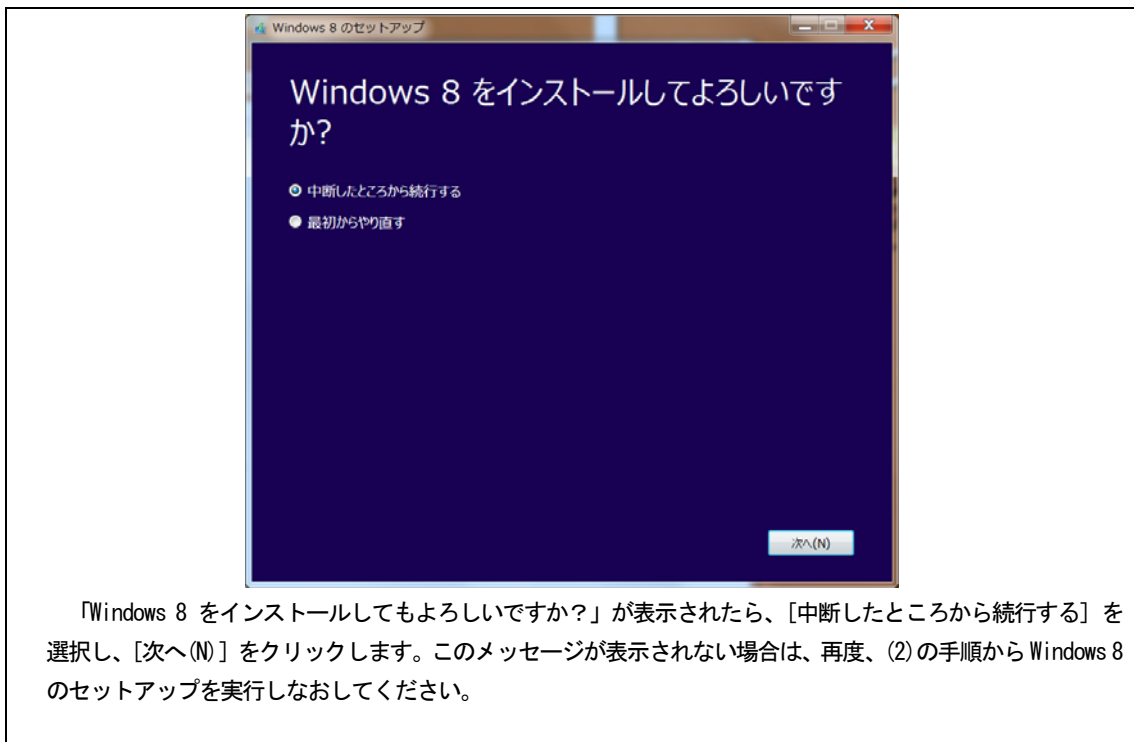 Windows 8 のセットアップ
Windows 8 をインストールしてよろしいです
か?
中断したところから続行する
最初からやり直す
次へ(N)
「Windows 8 をインストールしてもよろしいですか？」が表示されたら、[中断したところから続行する] を
選択し、[次へ(N)] をクリックします。このメッセージが表示されない場合は、再度、(2)の手順から Windows 8
のセットアップを実行しなおしてください。